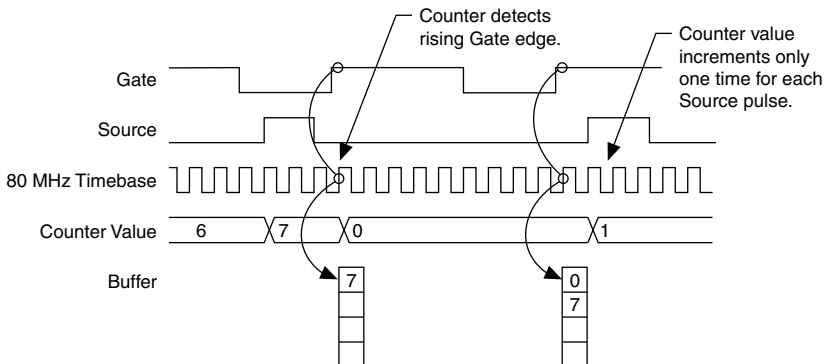 Counter detects
rising Gate edge.
Counter value
increments only
one time for each
Source pulse.
Gate
Source
80 MHz Timebase
Counter Value
6
7
0
1
Buffer
7
0
7